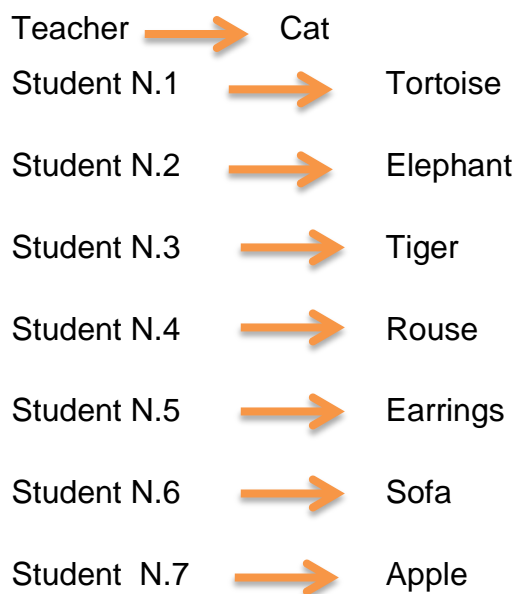 Teacher Cat
Student N.1 Tortoise
Student N.2 Elephant
Student N.3 Tiger
Student N.4 Rouse
Student N.5 Earrings
Student N.6 Sofa
Student N.7 Apple